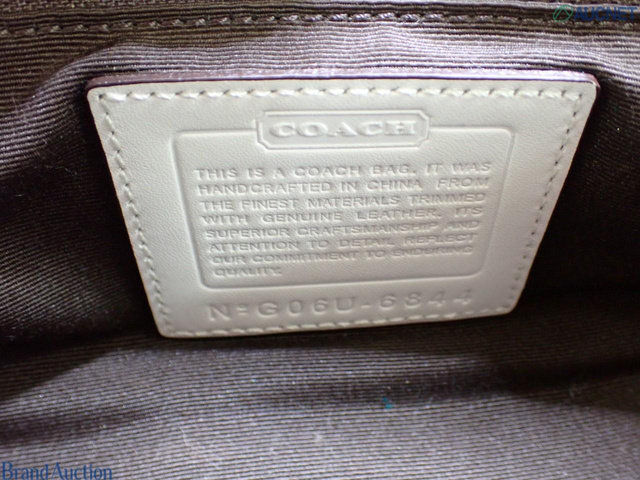 AUCNET
COACH
THIS IS A COACH BAG. IT WAS
HANDCRAFTED IN CHINA FROM
THE FINEST MATERIALS TRIMMED
WITH GENUINE LEATHER. ITS
SUPERIOR CRAFTSMANSHIP AND
ATTENTION TO DETAIL REFLECT
OUR COMMITMENT TO ENDURING
QUALITY.
Nº G06U-6844
Brand Auction